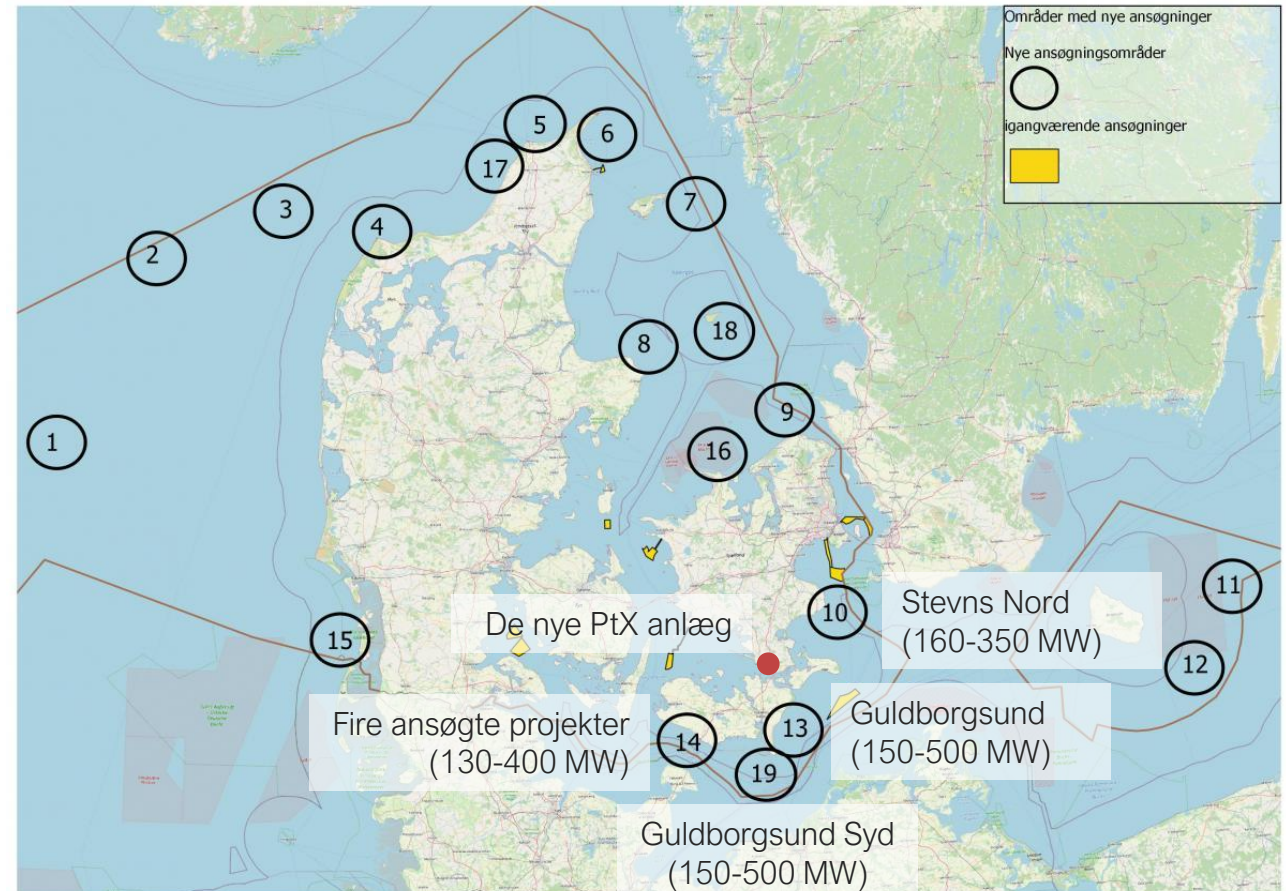 Områder med nye ansøgninger
Nye ansøgningsområder
igangværende ansøgninger
5
6
17
7
3
4
2
18
8
9
1
16
11
De nye PtX anlæg
10
Stevns Nord
(160-350 MW)
15
12
Fire ansøgte projekter
(130-400 MW)
14
13
Guldborgsund
(150-500 MW)
19
Guldborgsund Syd
(150-500 MW)